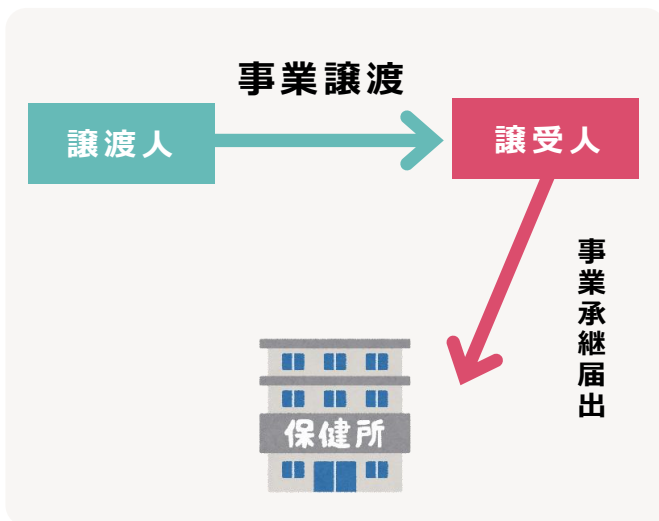 事業譲渡
譲渡人
譲受人
事業承継届出
保健所